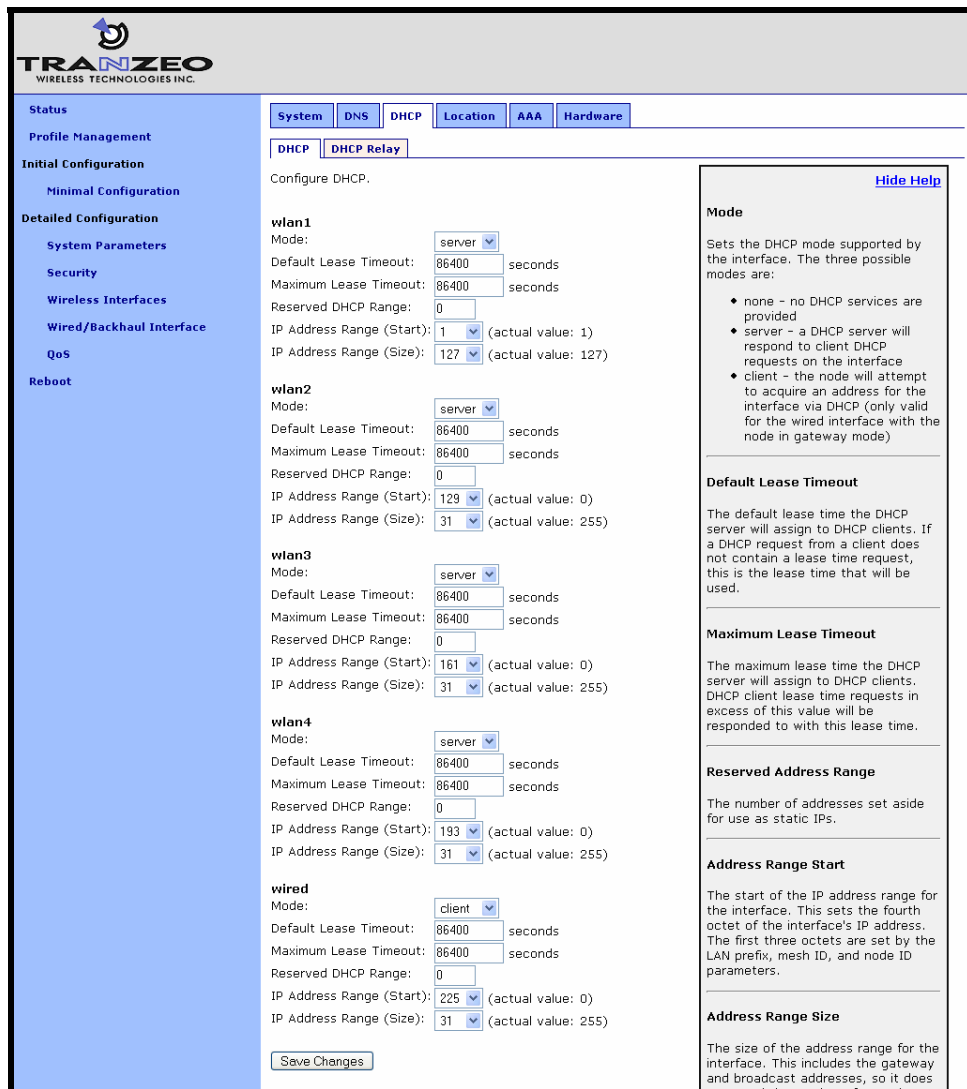 TRANZEO
WIRELESS TECHNOLOGIES INC.
Status
Profile Management
Initial Configuration
Minimal Configuration
Detailed Configuration
System Parameters
Security
Wireless Interfaces
Wired/Backhaul Interface
QoS
Reboot
System DNS DHCP Location AAA Hardware
DHCP DHCP Relay
Configure DHCP.
wlan1
Mode: server
Default Lease Timeout: 86400 seconds
Maximum Lease Timeout: 86400 seconds
Reserved DHCP Range: 0
IP Address Range (Start): 1 (actual value: 1)
IP Address Range (Size): 127 (actual value: 127)
wlan2
Mode: server
Default Lease Timeout: 86400 seconds
Maximum Lease Timeout: 86400 seconds
Reserved DHCP Range: 0
IP Address Range (Start): 129 (actual value: 0)
IP Address Range (Size): 31 (actual value: 255)
wlan3
Mode: server
Default Lease Timeout: 86400 seconds
Maximum Lease Timeout: 86400 seconds
Reserved DHCP Range: 0
IP Address Range (Start): 161 (actual value: 0)
IP Address Range (Size): 31 (actual value: 255)
wlan4
Mode: server
Default Lease Timeout: 86400 seconds
Maximum Lease Timeout: 86400 seconds
Reserved DHCP Range: 0
IP Address Range (Start): 193 (actual value: 0)
IP Address Range (Size): 31 (actual value: 255)
wired
Mode: client
Default Lease Timeout: 86400 seconds
Maximum Lease Timeout: 86400 seconds
Reserved DHCP Range: 0
IP Address Range (Start): 225 (actual value: 0)
IP Address Range (Size): 31 (actual value: 255)
Save Changes
Hide Help
Mode
Sets the DHCP mode supported by
the interface. The three possible
modes are:
• none - no DHCP services are
provided
• server - a DHCP server will
respond to client DHCP
requests on the interface
• client - the node will attempt
to acquire an address for the
interface via DHCP (only valid
for the wired interface with the
node in gateway mode)
Default Lease Timeout
The default lease time the DHCP
server will assign to DHCP clients. If
a DHCP request from a client does
not contain a lease time request,
this is the lease time that will be
used.
Maximum Lease Timeout
The maximum lease time the DHCP
server will assign to DHCP clients.
DHCP client lease time requests in
excess of this value will be
responded to with this lease time.
Reserved Address Range
The number of addresses set aside
for use as static IPs.
Address Range Start
The start of the IP address range for
the interface. This sets the fourth
octet of the interface's IP address.
The first three octets are set by the
LAN prefix, mesh ID, and node ID
parameters.
Address Range Size
The size of the address range for the
interface. This includes the gateway
and broadcast addresses, so it does